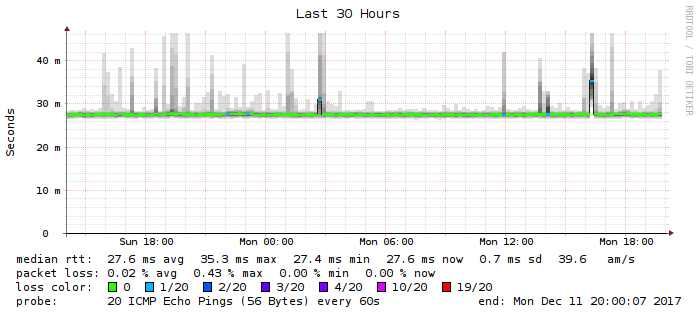 Last 30 Hours
RRDTOOL / TOBI OETIKER
Seconds
40 m
30 m
20 m
10 m
0
Sun 18:00 Mon 00:00 Mon 06:00 Mon 12:00 Mon 18:00
median rtt: 27.6 ms avg 35.3 ms max 27.4 ms min 27.6 ms now 0.7 ms sd 39.6 am/s
packet loss: 0.02 % avg 0.43 % max 0.00 % min 0.00 % now
loss color: 0 1/20 2/20 3/20 4/20 10/20 19/20
probe: 20 ICMP Echo Pings (56 Bytes) every 60s end: Mon Dec 11 20:00:07 2017